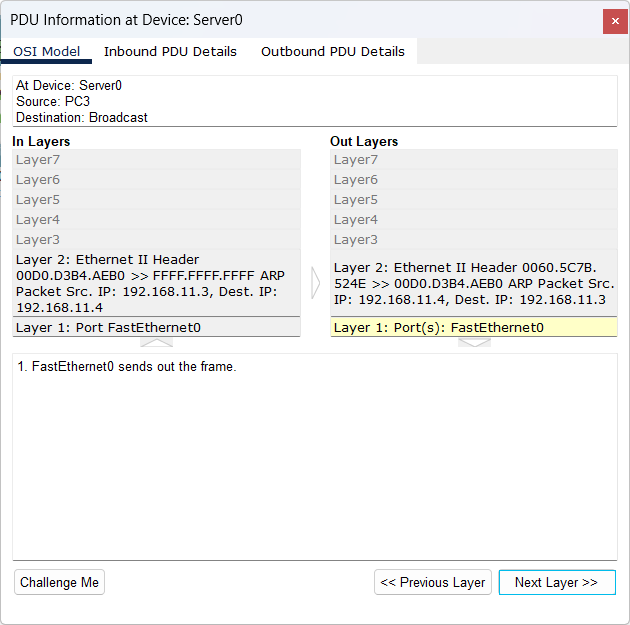 PDU Information at Device: Server0
OSI Model Inbound PDU Details Outbound PDU Details
At Device: Server0
Source: PC3
Destination: Broadcast
In Layers
Layer7
Layer6
Layer5
Layer4
Layer3
Layer 2: Ethernet II Header
00D0.D3B4.AEB0 >> FFFF.FFFF.FFFF ARP
Packet Src. IP: 192.168.11.3, Dest. IP:
192.168.11.4
Layer 1: Port FastEthernet0
Out Layers
Layer7
Layer6
Layer5
Layer4
Layer3
Layer 2: Ethernet II Header 0060.5C7B.
524E >> 00D0.D3B4.AEB0 ARP Packet Src.
IP: 192.168.11.4, Dest. IP: 192.168.11.3
Layer 1: Port(s): FastEthernet0
1. FastEthernet0 sends out the frame.
Challenge Me << Previous Layer Next Layer >>